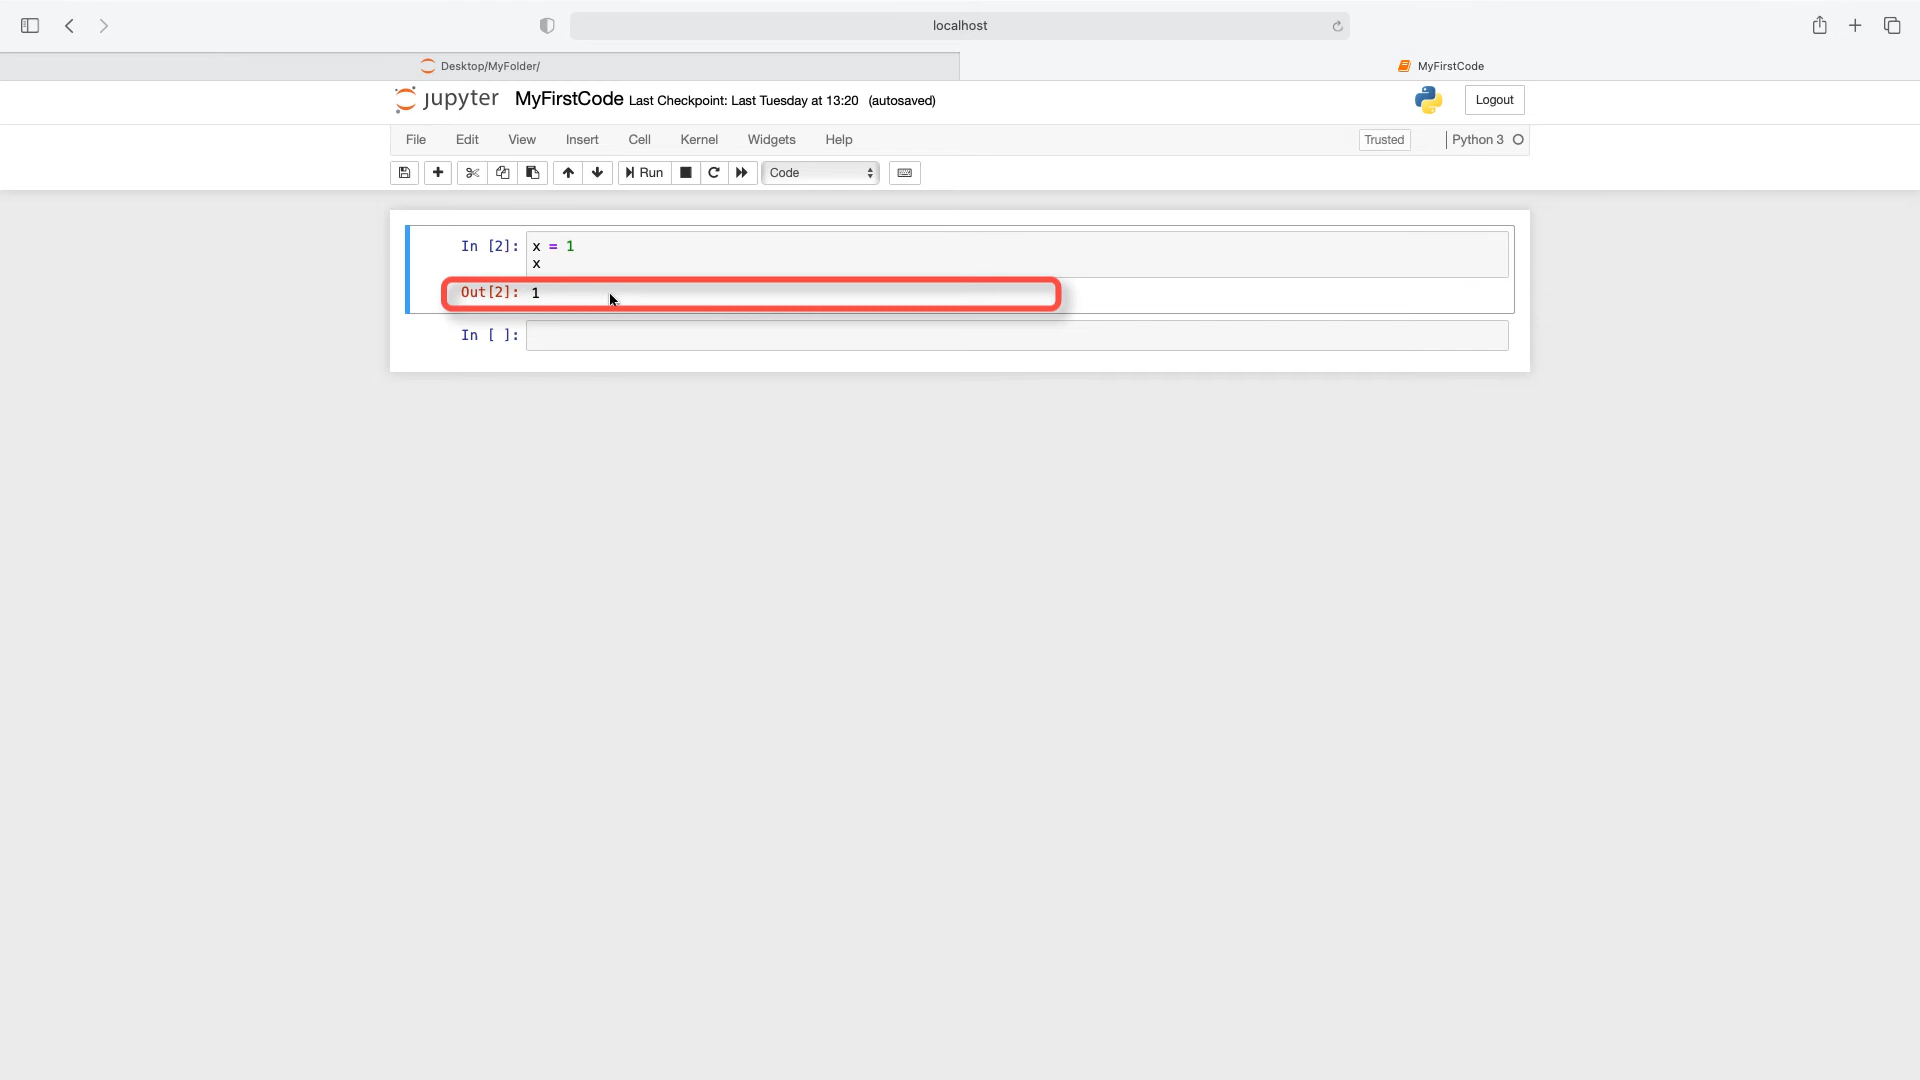 localhost
Desktop/MyFolder/
MyFirstCode
jupyter MyFirstCode Last Checkpoint: Last Tuesday at 13:20 (autosaved)
Logout
File Edit View Insert Cell Kernel Widgets Help
Trusted Python 3
Run Code
In [2]: x = 1
x
Out[2]: 1
In [ ]: